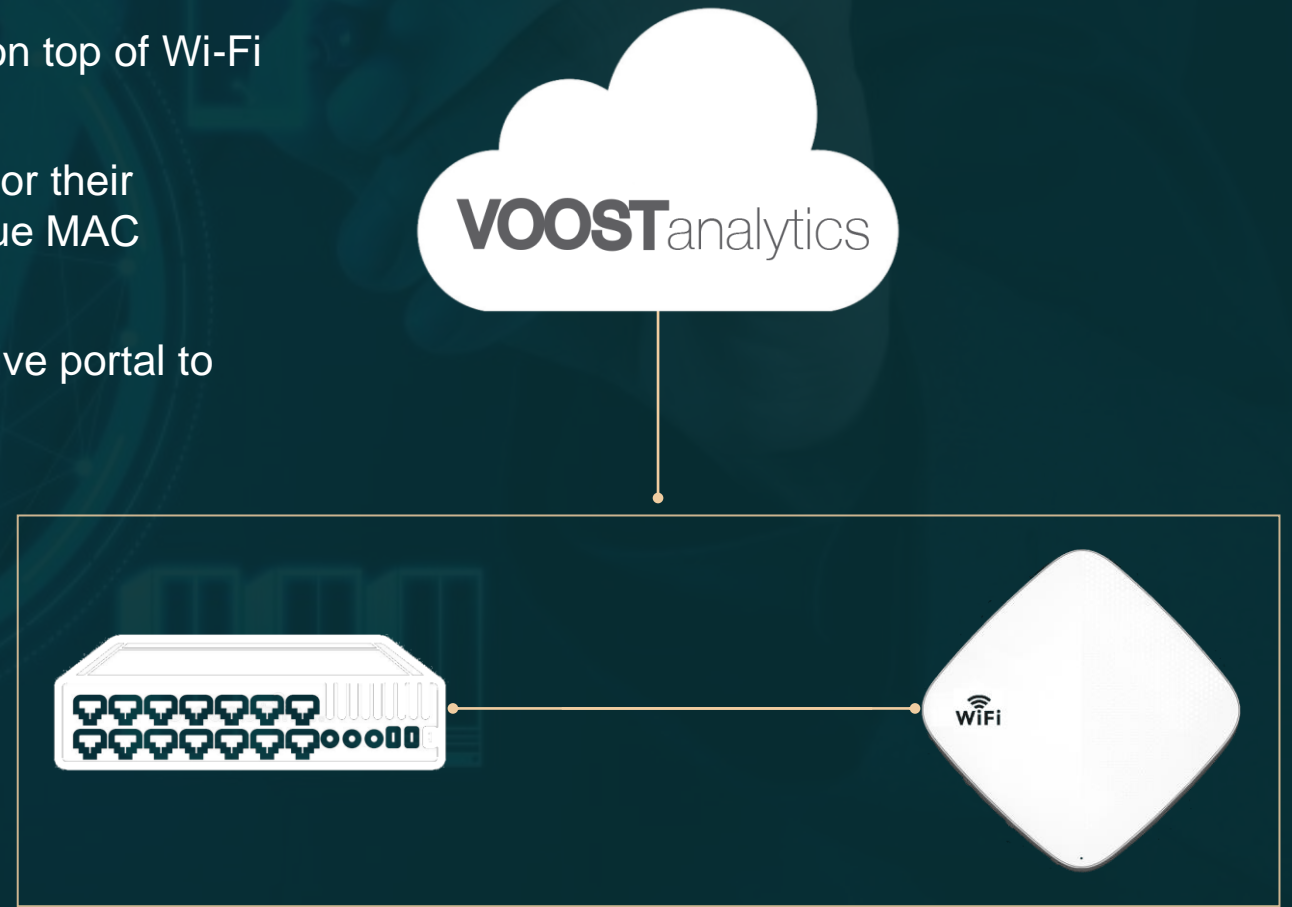 on top of Wi-Fi
or their
ue MAC
ve portal to
VOOSTanalytics
WiFi